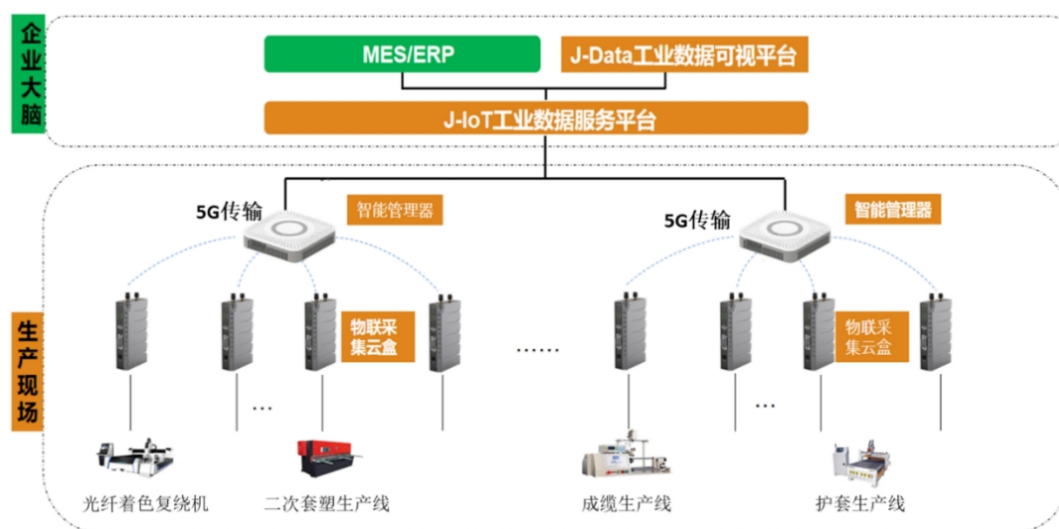 企业大脑
MES/ERP
J-Data工业数据可视平台
J-IoT工业数据服务平台
生产现场
5G传输
智能管理器
5G传输
智能管理器
物联采
集云盒
......
物联采
集云盒
...
...
光纤着色复绕机
二次套塑生产线
成缆生产线
护套生产线